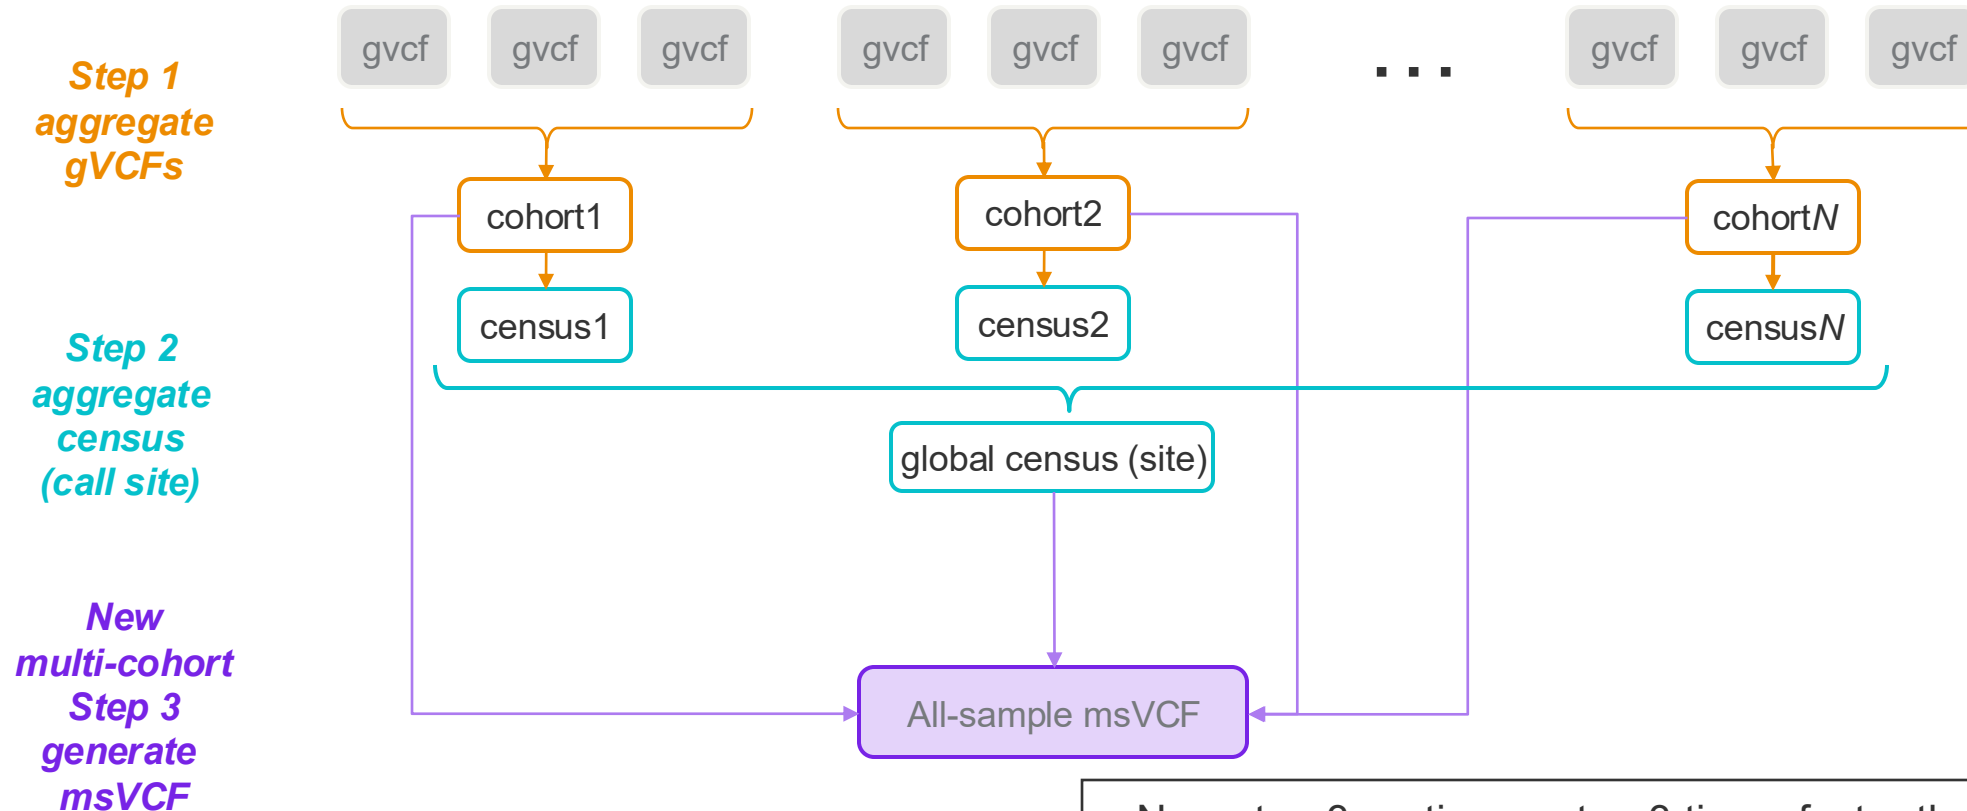 gvcf gvcf gvcf gvcf gvcf gvcf ... gvcf gvcf gvcf
Step 1
aggregate
gVCFs
cohort1 cohort2 cohortN
census1 census2 censusN
Step 2
aggregate
census
(call site)
global census (site)
New
multi-cohort
Step 3
generate
msVCF
All-sample msVCF